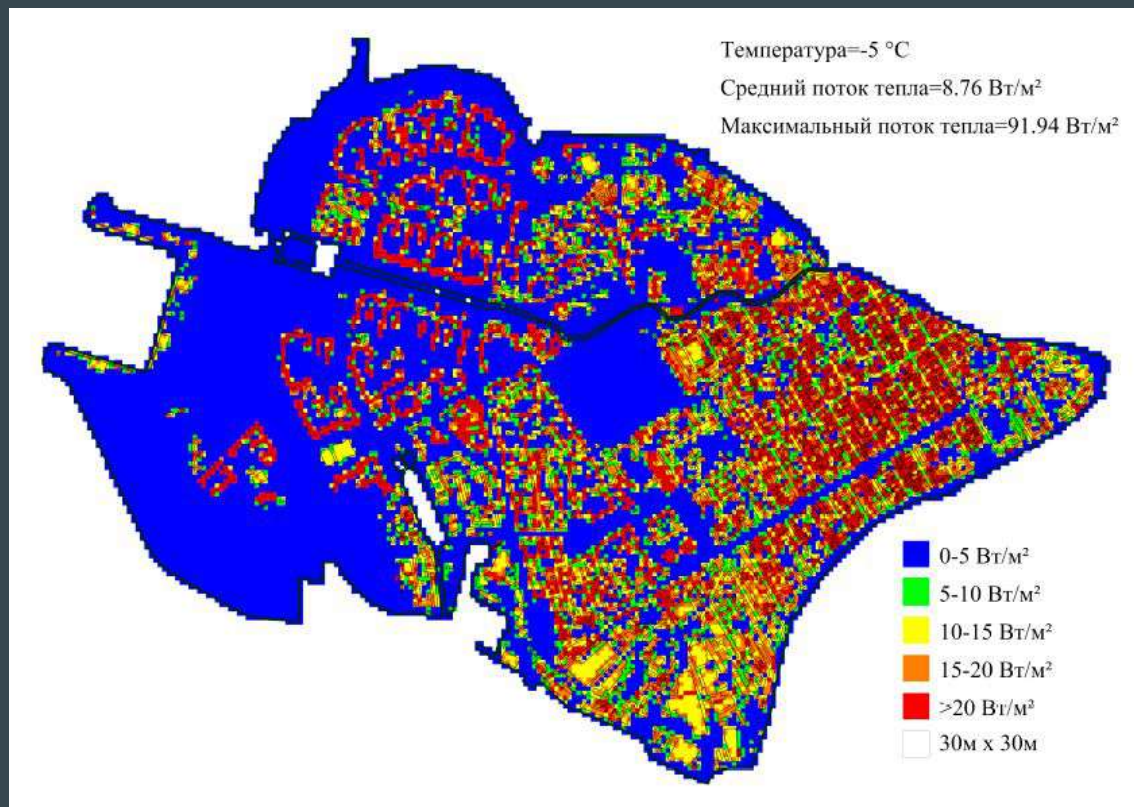 Температура=-5 °C
Средний поток тепла=8.76 Вт/м²
Максимальный поток тепла=91.94 Вт/м²
0-5 Вт/м²
5-10 Вт/м²
10-15 Вт/м²
15-20 Вт/м²
>20 Вт/м²
30м х 30м